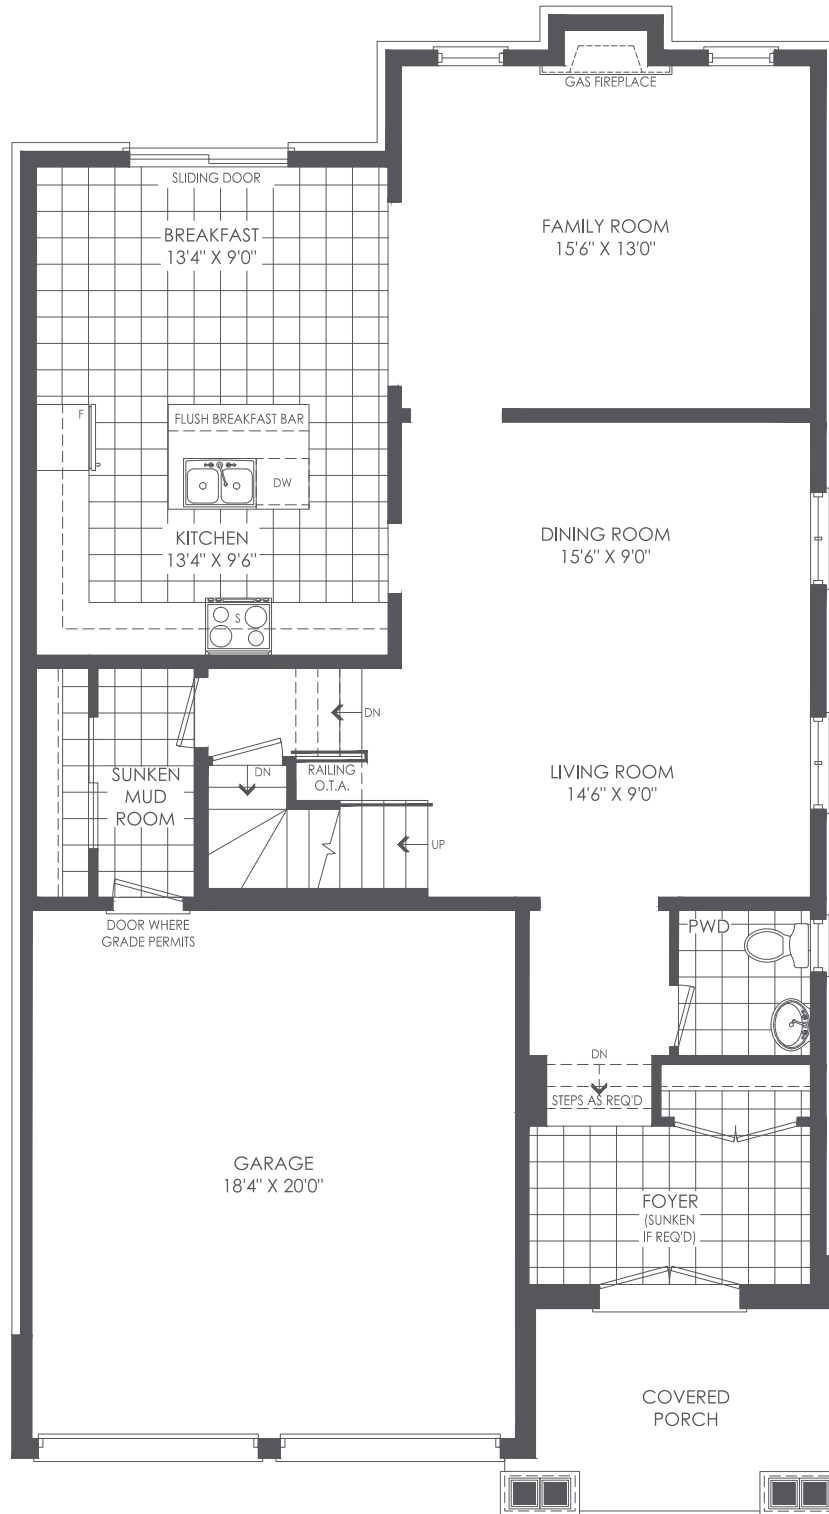 GAS FIREPLACE
SLIDING DOOR
BREAKFAST
13'4" X 9'0"
FAMILY ROOM
15'6" X 13'0"
F
FLUSH BREAKFAST BAR
DW
KITCHEN
13'4" X 9'6"
DINING ROOM
15'6" X 9'0"
S
DN
SUNKEN
MUD
ROOM
DN
RAILING
O.T.A.
LIVING ROOM
14'6" X 9'0"
UP
DOOR WHERE
GRADE PERMITS
PWD
DN
STEPS AS REQ'D
GARAGE
18'4" X 20'0"
FOYER
(SUNKEN
IF REQ'D)
COVERED
PORCH